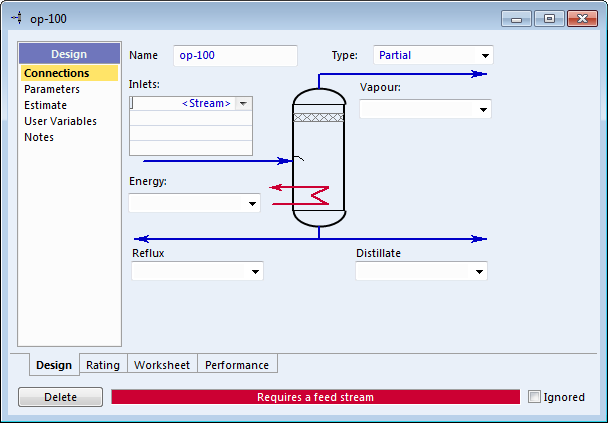 op-100
Design
Connections
Parameters
Estimate
User Variables
Notes
Name op-100 Type: Partial
Inlets:
<Stream>
Vapour:
Energy:
Reflux Distillate
Design Rating Worksheet Performance
Delete Requires a feed stream Ignored